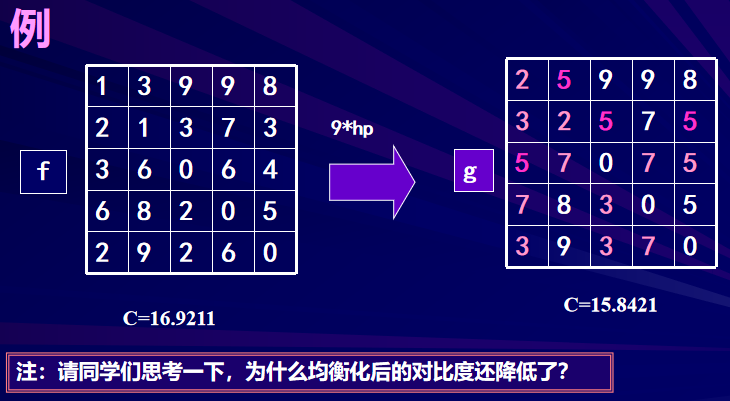 例
1 3 9 9 8
2 1 3 7 3
3 6 0 6 4
6 8 2 0 5
2 9 2 6 0
f
9*hp
g
2 5 9 9 8
3 2 5 7 5
5 7 0 7 5
7 8 3 0 5
3 9 3 7 0
C=16.9211
C=15.8421
注：请同学们思考一下，为什么均衡化后的对比度还降低了？